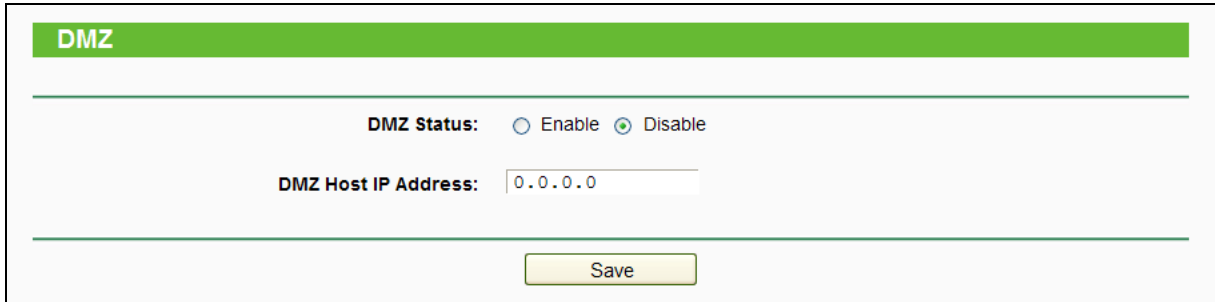 DMZ
DMZ Status: Enable Disable
DMZ Host IP Address: 0.0.0.0
Save